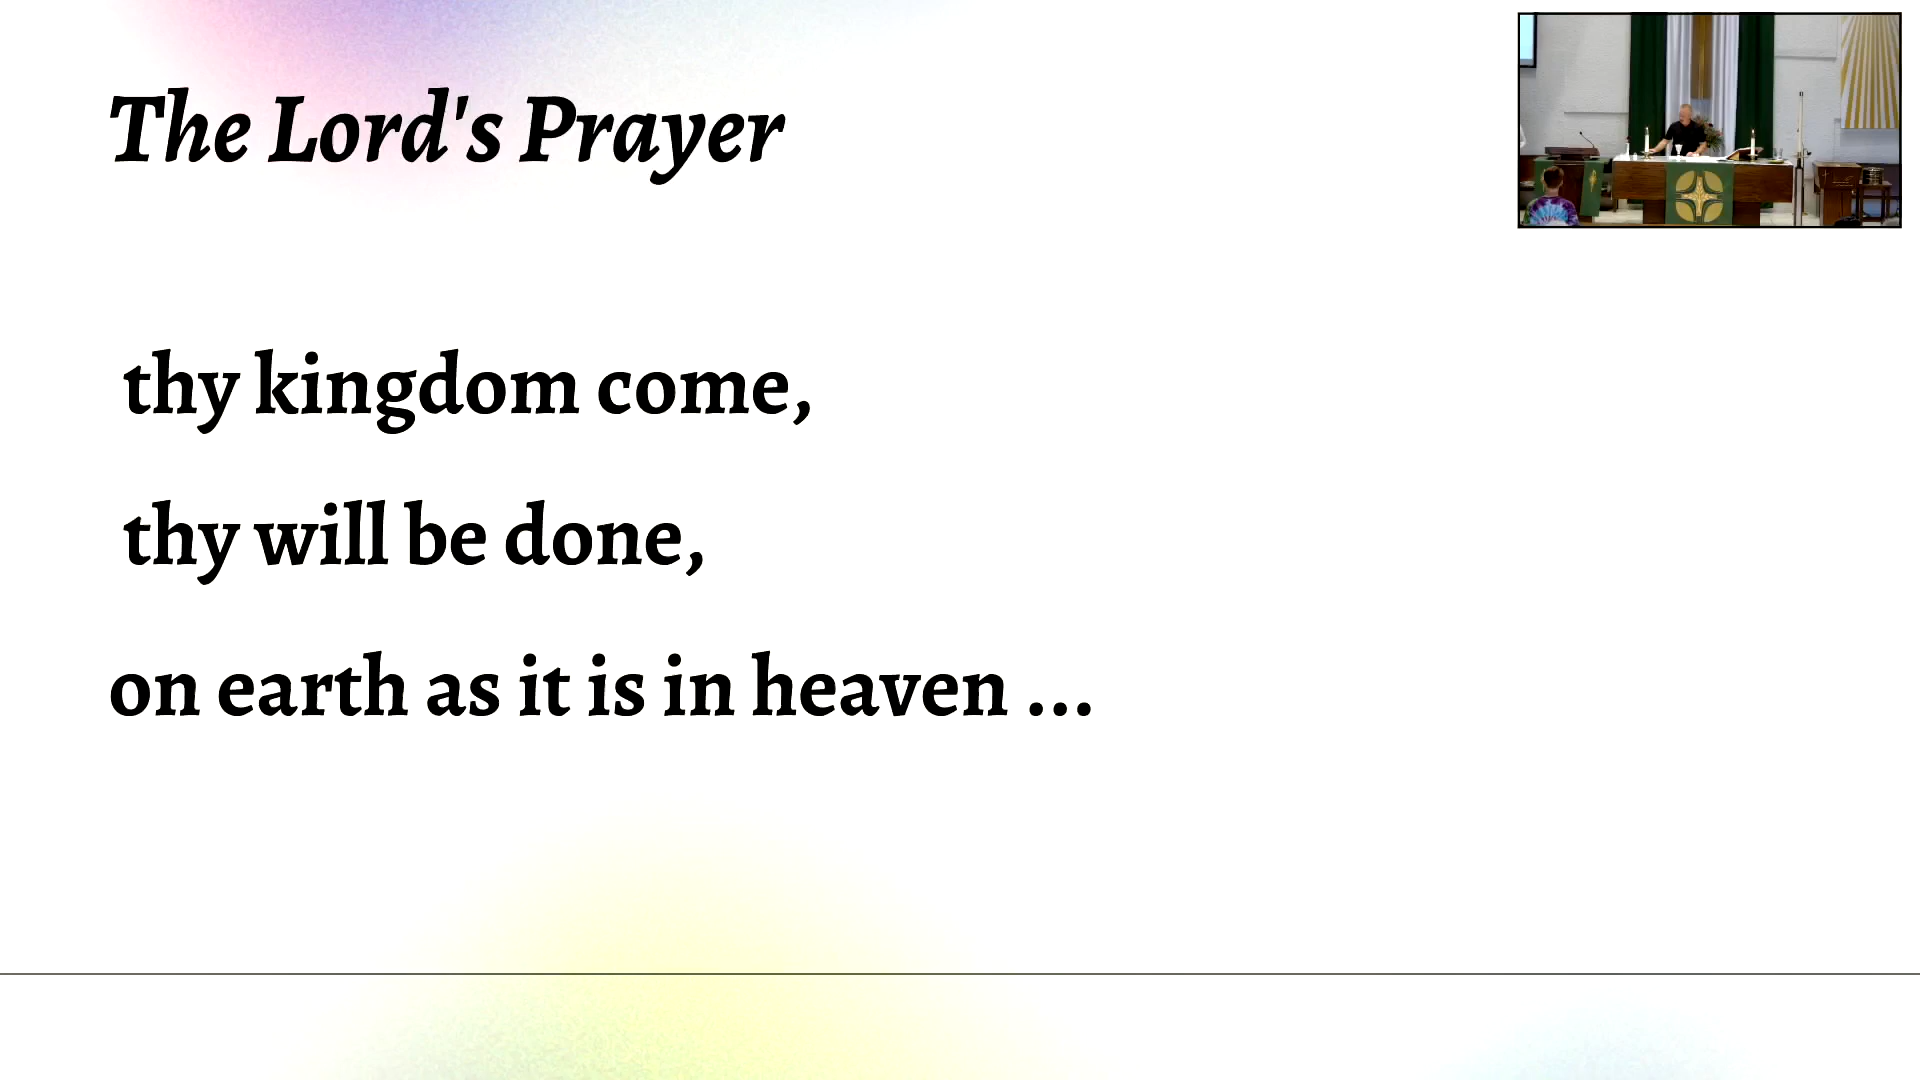 The Lord's Prayer
thy kingdom come,
thy will be done,
on earth as it is in heaven ...